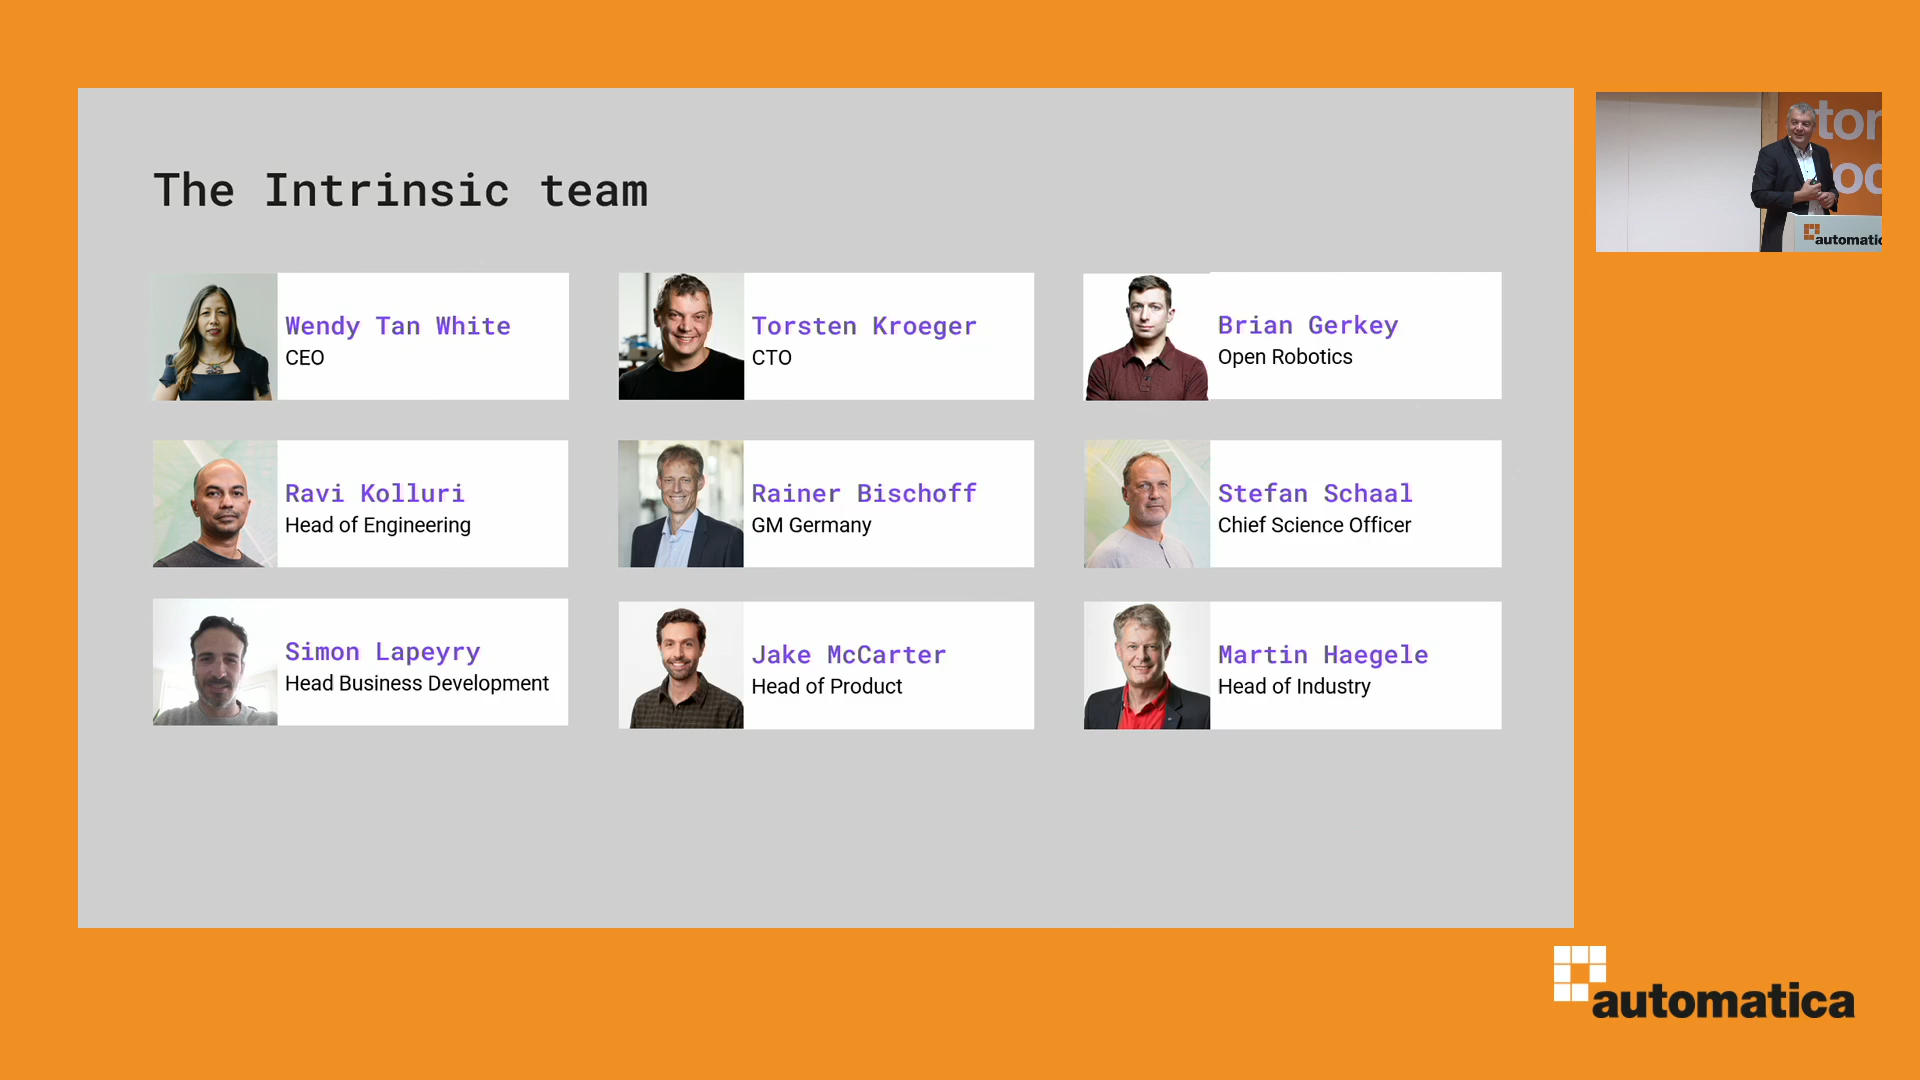 The Intrinsic team
Wendy Tan White
CEO
Torsten Kroeger
CTO
Brian Gerkey
Open Robotics
Ravi Kolluri
Head of Engineering
Rainer Bischoff
GM Germany
Stefan Schaal
Chief Science Officer
Simon Lapeyry
Head Business Development
Jake McCarter
Head of Product
Martin Haegele
Head of Industry
automatica